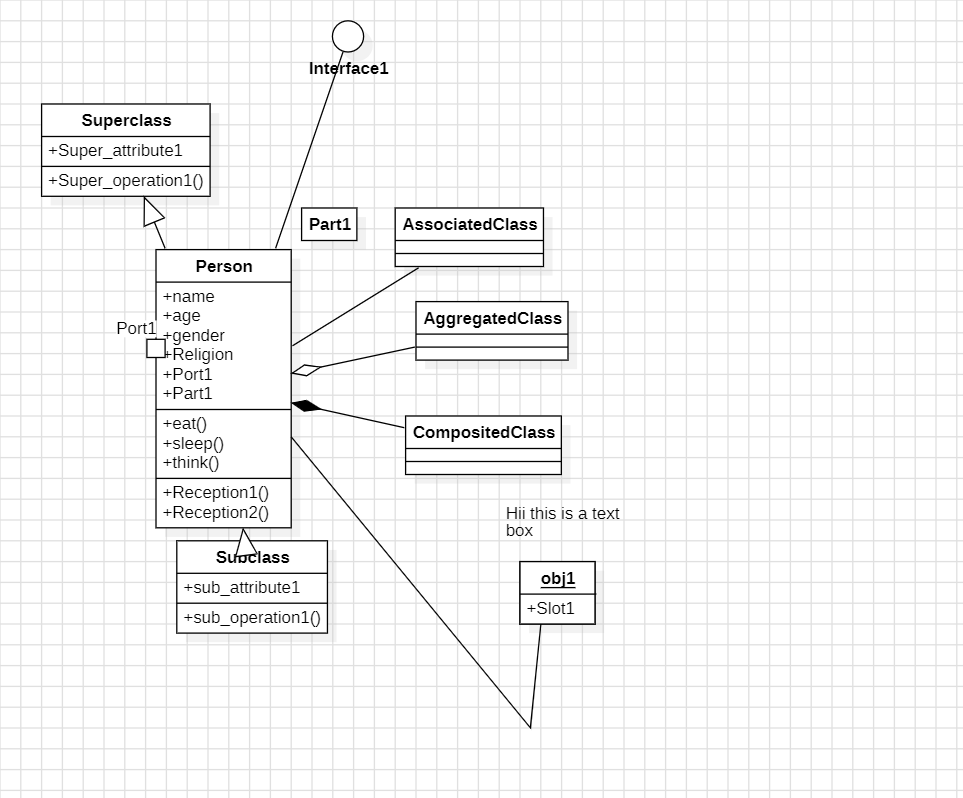 Interface1
Superclass
+Super_attribute1
+Super_operation1()
Part1
AssociatedClass
Person
+name
+age
+gender
+Religion
+Port1
+Part1
+eat()
+sleep()
+think()
+Reception1()
+Reception2()
Port1
AggregatedClass
CompositedClass
Hii this is a text
box
Subclass
+sub_attribute1
+sub_operation1()
obj1
+Slot1